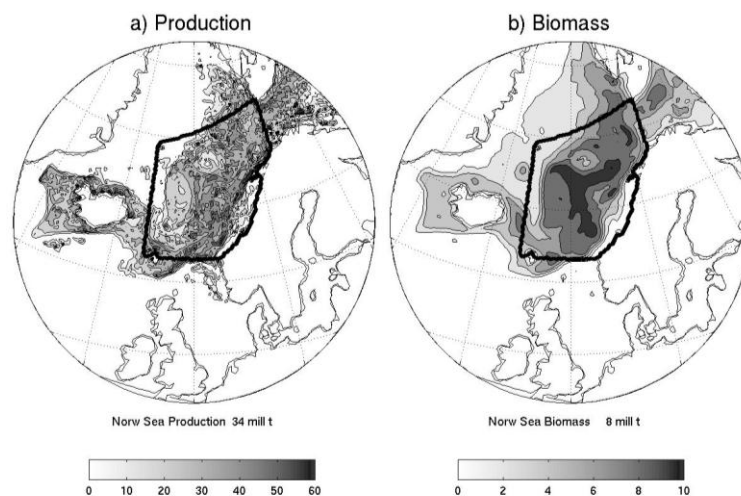 a) Production
b) Biomass
Norw Sea Production 34 mill t
Norw Sea Biomass 8 mill t
0 10 20 30 40 50 60
0 2 4 6 8 10